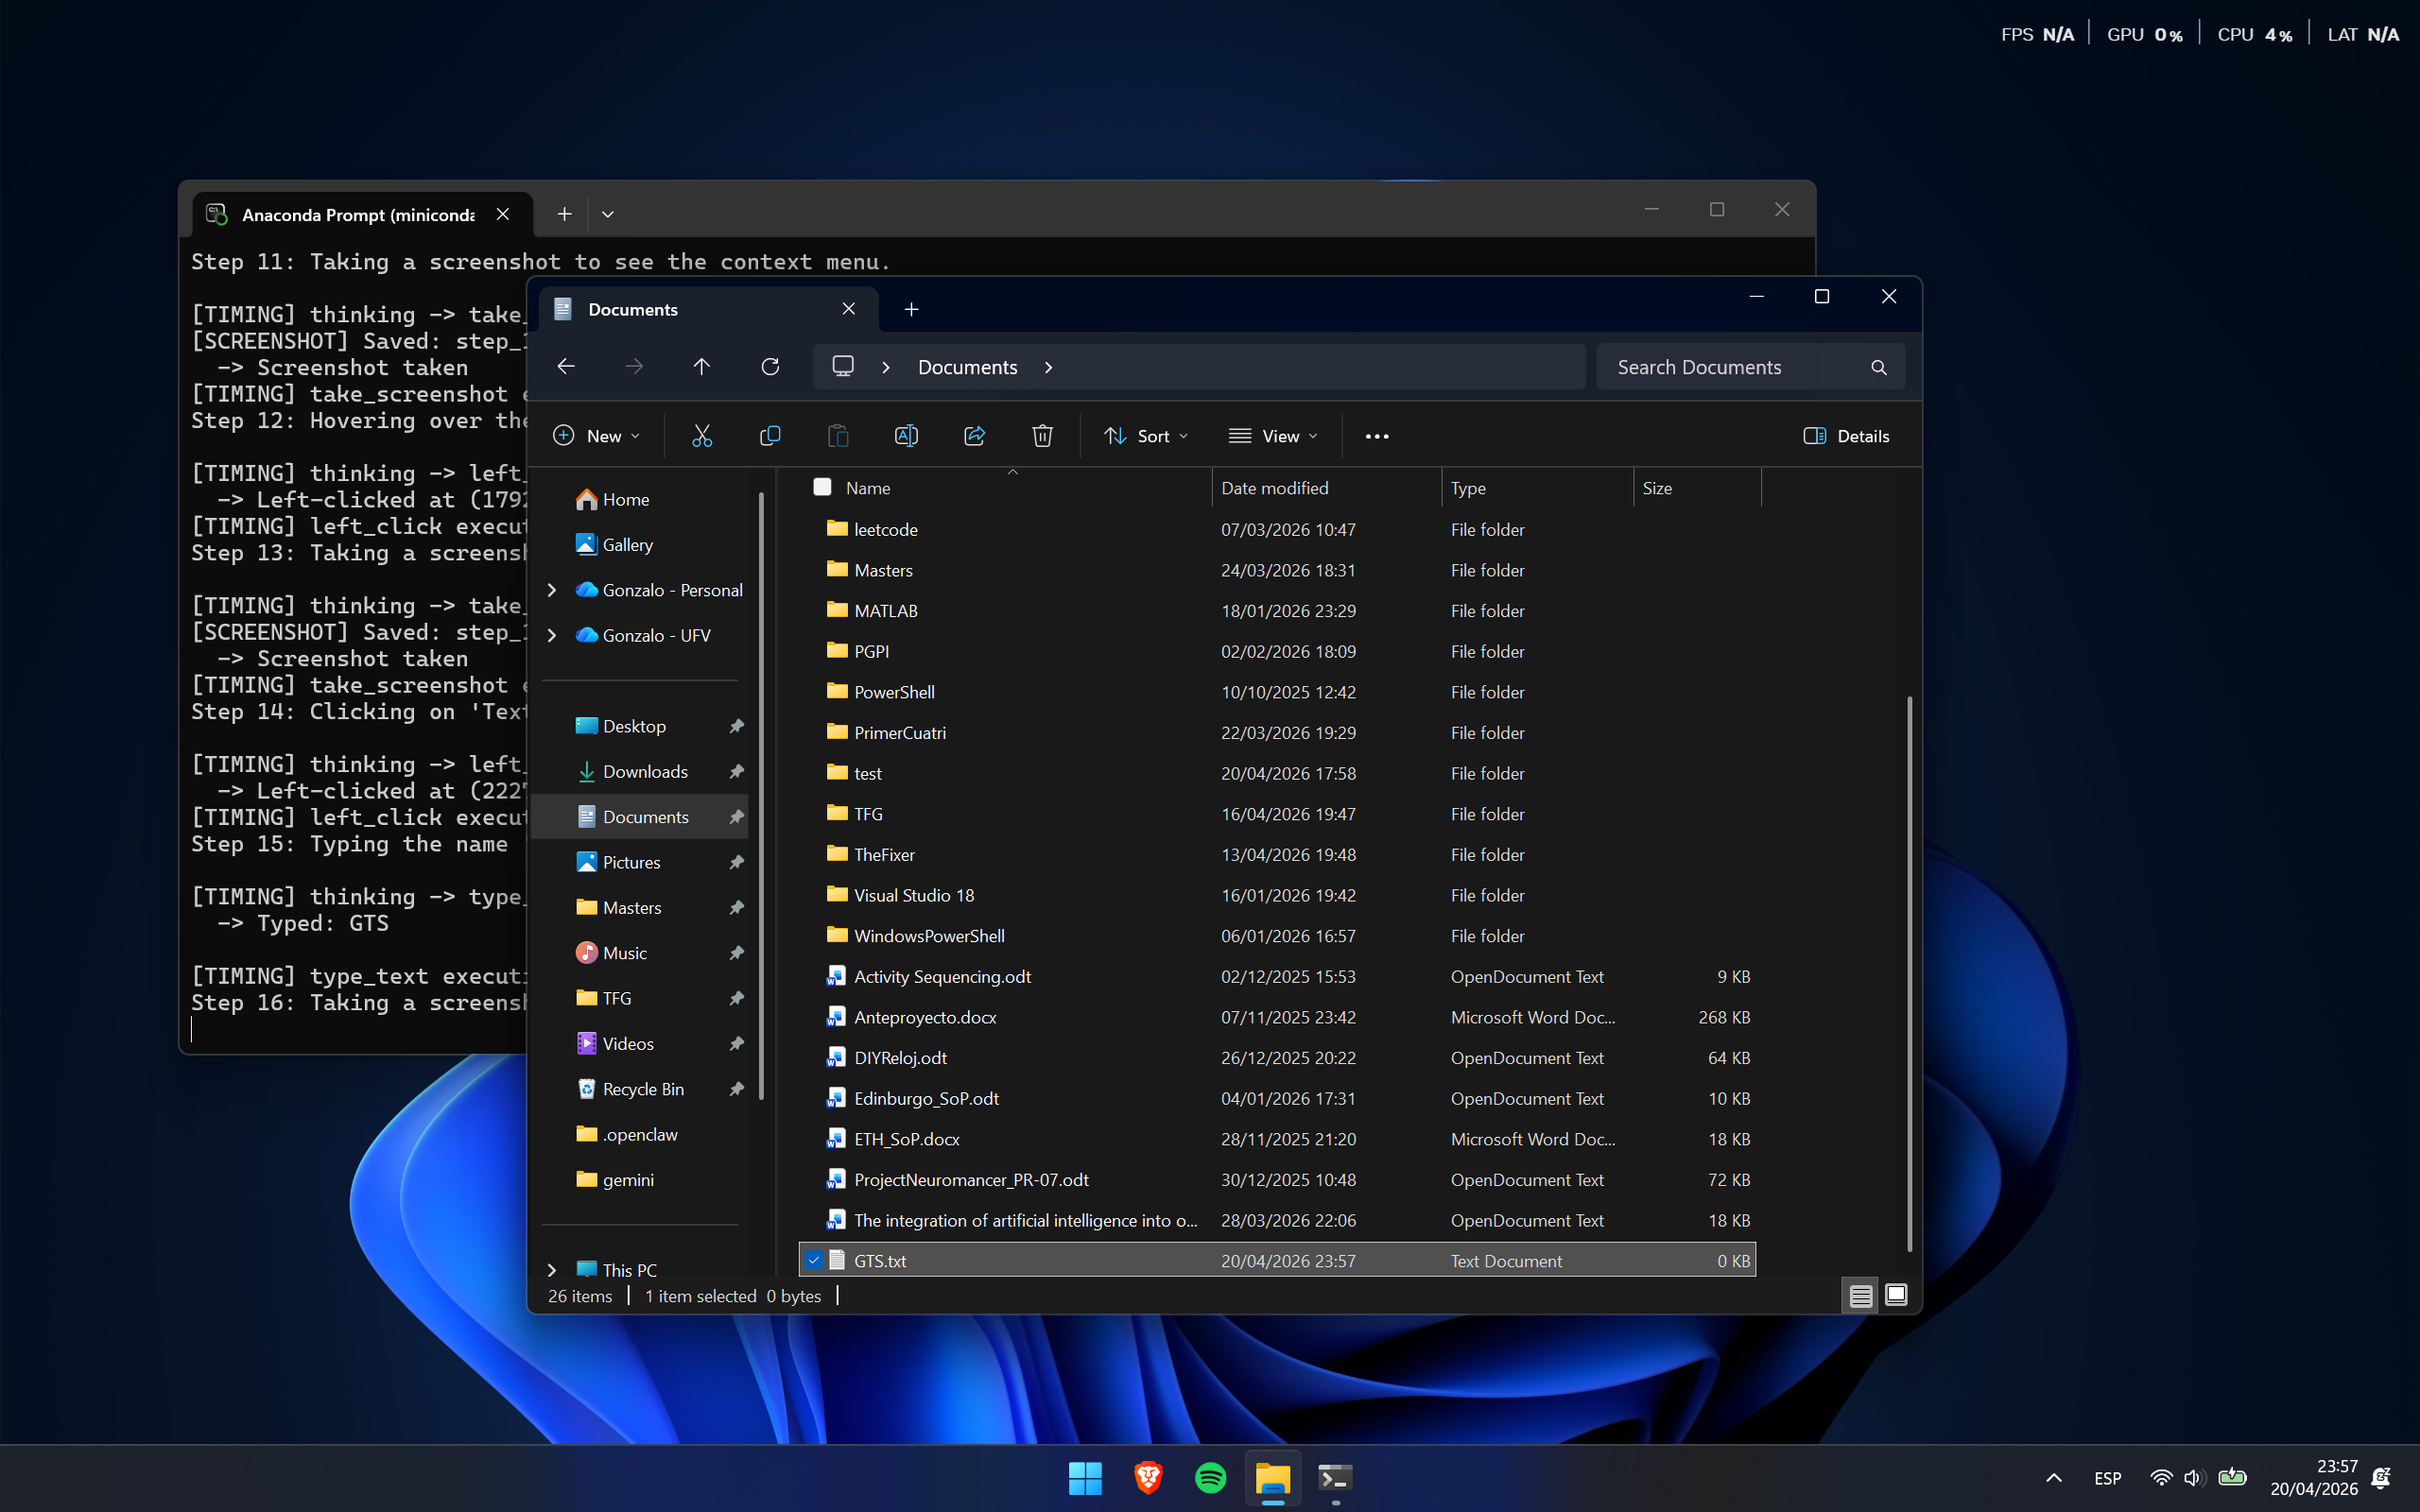 FPS N/A GPU 0% CPU 4% LAT N/A
Anaconda Prompt (miniconda
Step 11: Taking a screenshot to see the context menu.
[TIMING] thinking -> take_
[SCREENSHOT] Saved: step_1
-> Screenshot taken
[TIMING] take_screenshot e
Step 12: Hovering over the
[TIMING] thinking -> left_
-> Left-clicked at (1792
[TIMING] left_click execut
Step 13: Taking a screensh
[TIMING] thinking -> take_
[SCREENSHOT] Saved: step_1
-> Screenshot taken
[TIMING] take_screenshot e
Step 14: Clicking on 'Text
[TIMING] thinking -> left_
-> Left-clicked at (2227
[TIMING] left_click execut
Step 15: Typing the name
[TIMING] thinking -> type_
-> Typed: GTS
[TIMING] type_text executi
Step 16: Taking a screensh
Documents
Documents
Search Documents
New
Sort
View
Details
Home
Gallery
Gonzalo - Personal
Gonzalo - UFV
Desktop
Downloads
Documents
Pictures
Masters
Music
TFG
Videos
Recycle Bin
.openclaw
gemini
This PC
Name Date modified Type Size
leetcode 07/03/2026 10:47 File folder
Masters 24/03/2026 18:31 File folder
MATLAB 18/01/2026 23:29 File folder
PGPI 02/02/2026 18:09 File folder
PowerShell 10/10/2025 12:42 File folder
PrimerCuatri 22/03/2026 19:29 File folder
test 20/04/2026 17:58 File folder
TFG 16/04/2026 19:47 File folder
TheFixer 13/04/2026 19:48 File folder
Visual Studio 18 16/01/2026 19:42 File folder
WindowsPowerShell 06/01/2026 16:57 File folder
Activity Sequencing.odt 02/12/2025 15:53 OpenDocument Text 9 KB
Anteproyecto.docx 07/11/2025 23:42 Microsoft Word Doc... 268 KB
DIYReloj.odt 26/12/2025 20:22 OpenDocument Text 64 KB
Edinburgo_SoP.odt 04/01/2026 17:31 OpenDocument Text 10 KB
ETH_SoP.docx 28/11/2025 21:20 Microsoft Word Doc... 18 KB
ProjectNeuromancer_PR-07.odt 30/12/2025 10:48 OpenDocument Text 72 KB
The integration of artificial intelligence into o... 28/03/2026 22:06 OpenDocument Text 18 KB
GTS.txt 20/04/2026 23:57 Text Document 0 KB
26 items 1 item selected 0 bytes
ESP
23:57
20/04/2026